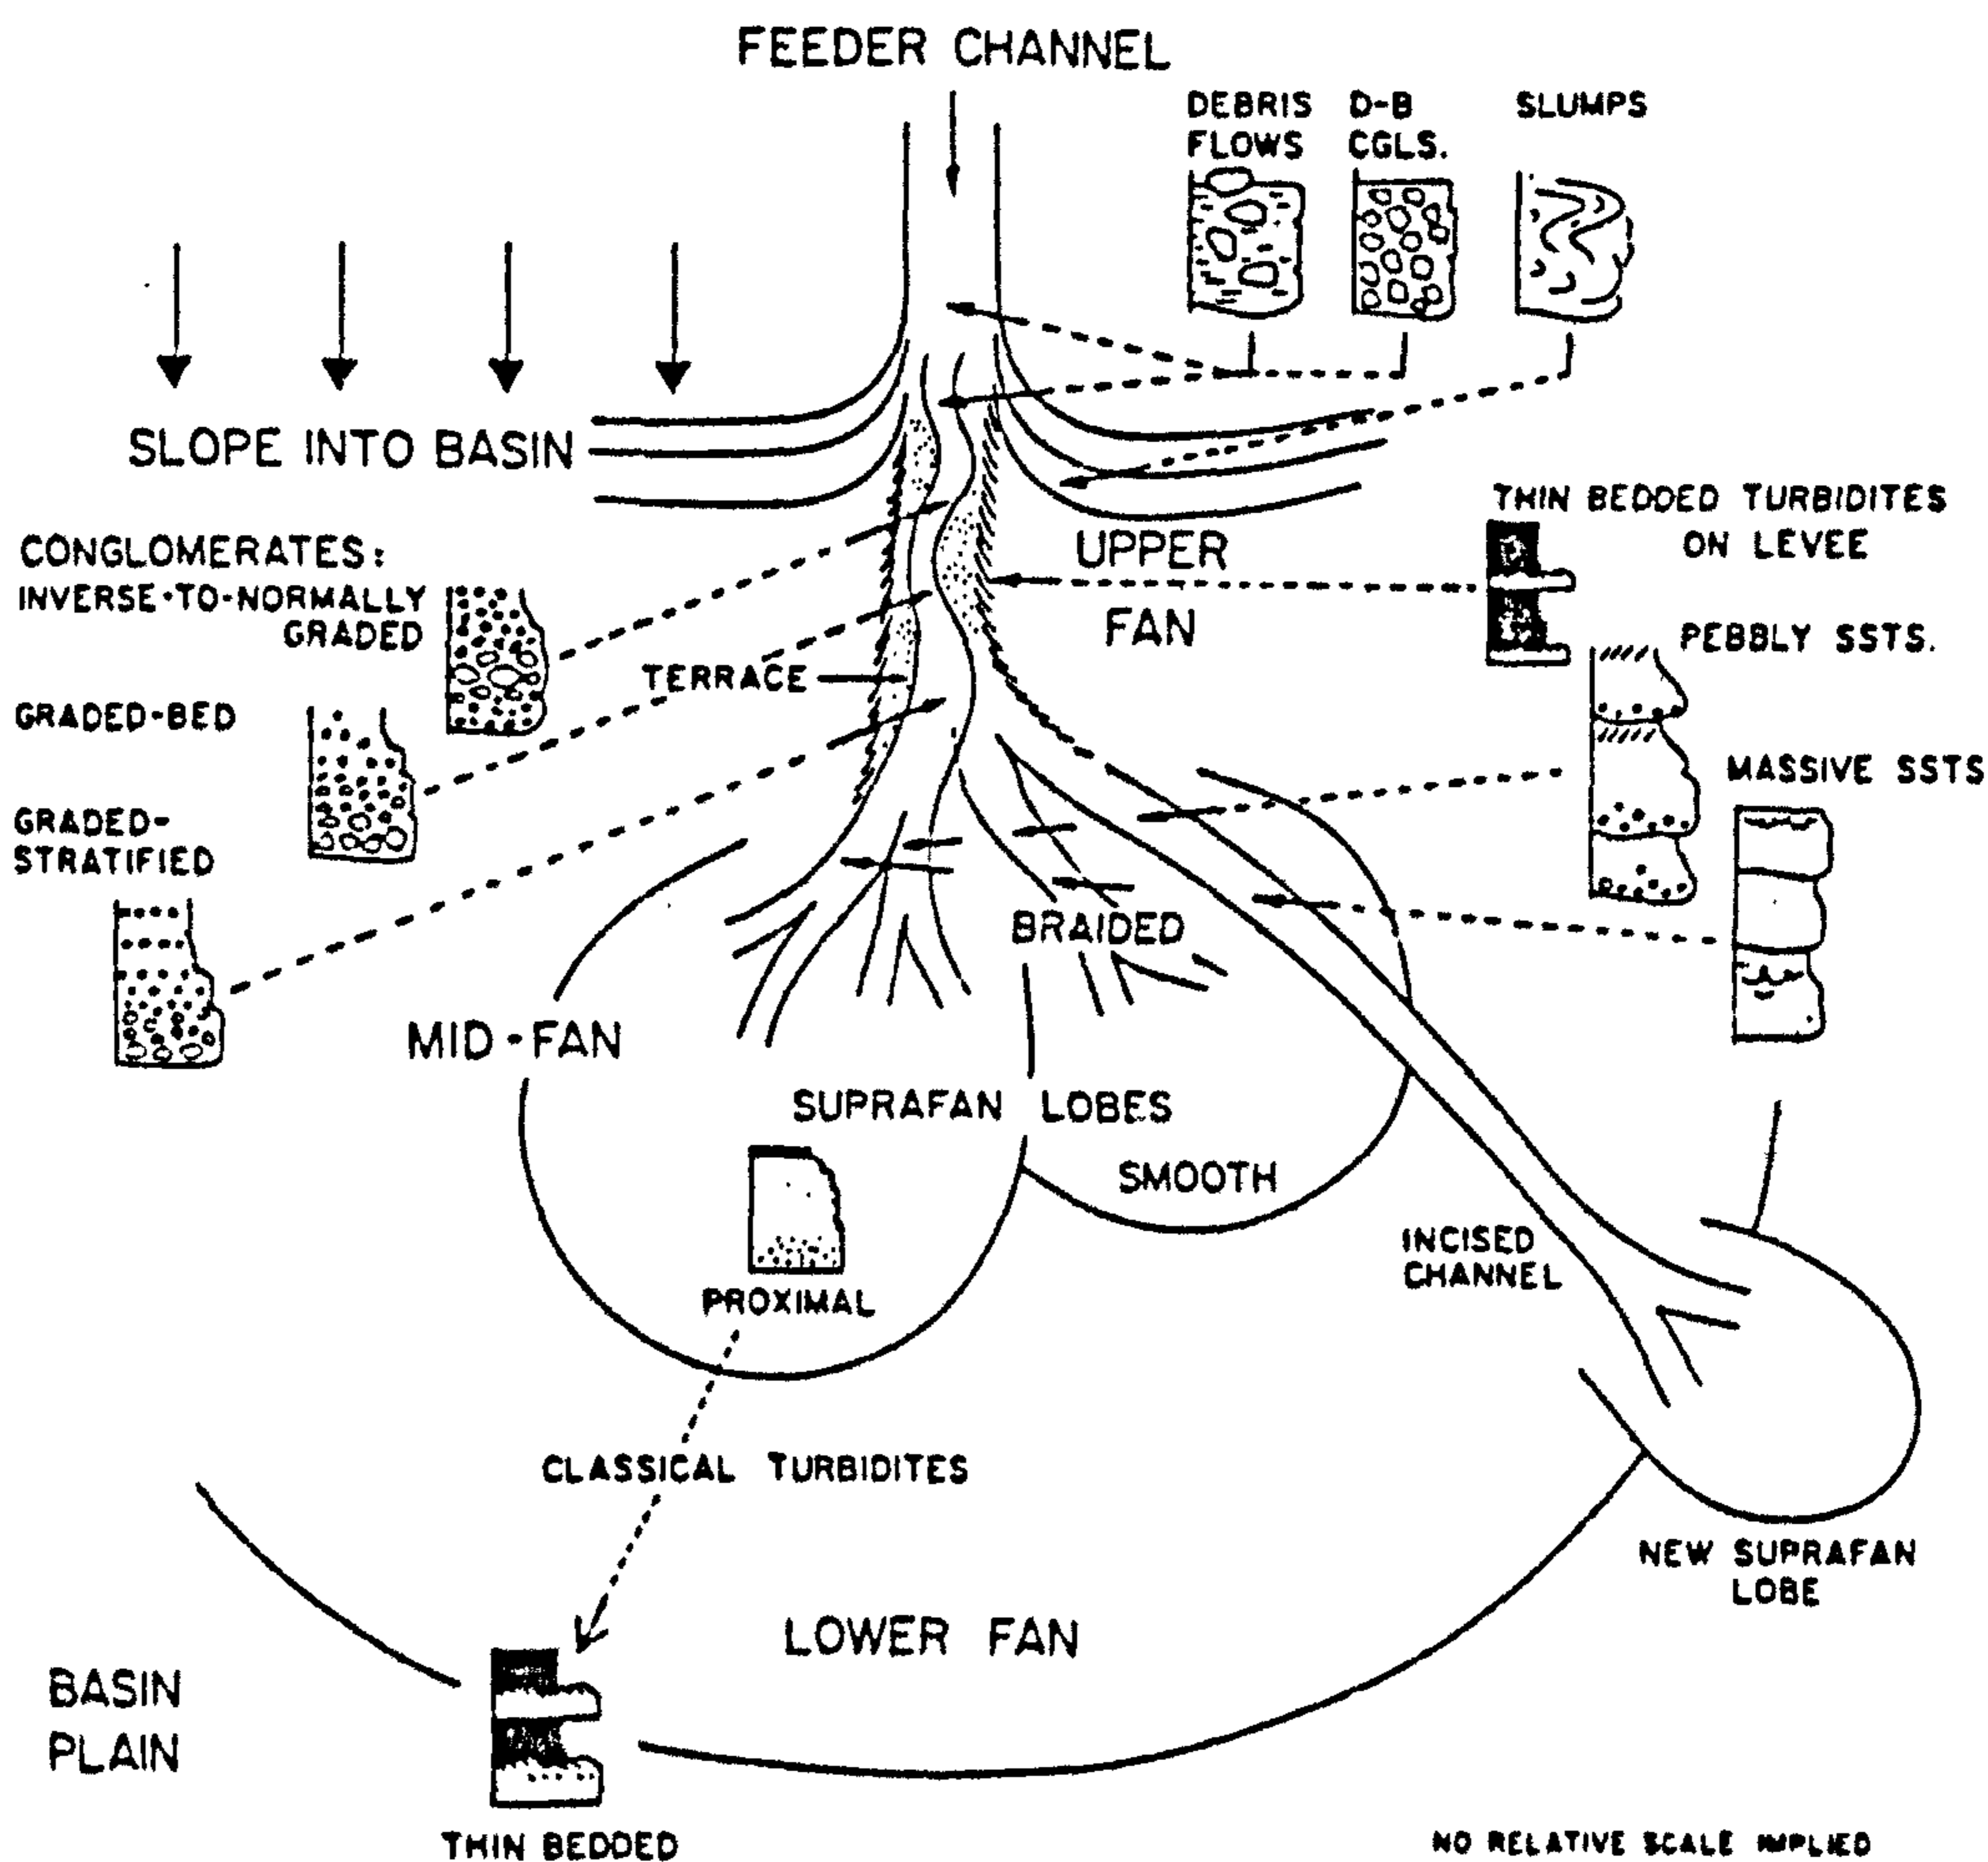 FEEDER CHANNEL
DEBRIS
FLOWS
D-B
CGLS.
SLUMPS
SLOPE INTO BASIN
THIN BEDDED TURBIDITES
ON LEVEE
CONGLOMERATES:
INVERSE-TO-NORMALLY
GRADED
UPPER
FAN
PEBBLY SSTS.
TERRACE
GRADED-BED
MASSIVE SSTS
GRADED-
STRATIFIED
BRAIDED
MID-FAN
SUPRAFAN LOBES
SMOOTH
INCISED
CHANNEL
PROXIMAL
CLASSICAL TURBIDITES
NEW SUPRAFAN
LOBE
LOWER FAN
BASIN
PLAIN
THIN BEDDED
NO RELATIVE SCALE IMPLIED